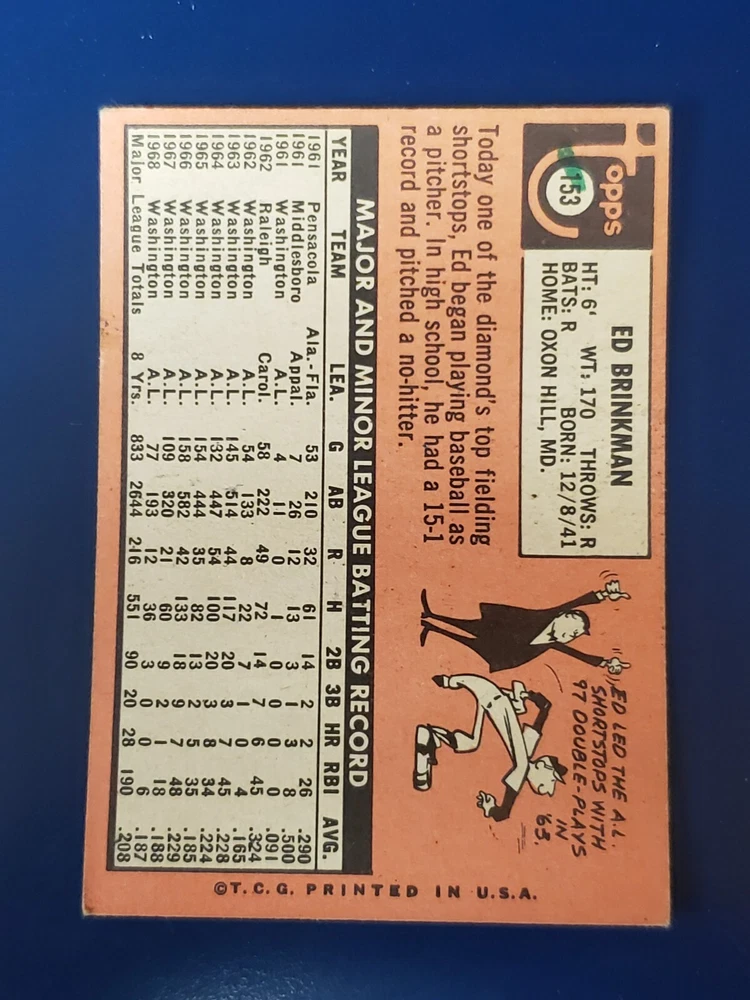 Topps
153
ED BRINKMAN
HT: 6' WT: 170 THROWS: R
BATS: R BORN: 12/8/41
HOME: OXON HILL, MD.
Today one of the diamond's top fielding
shortstops, Ed began playing baseball as
a pitcher. In high school, he had a 15-1
record and pitched a no-hitter.
ED LED THE A.L.
SHORTSTOPS WITH
97 DOUBLE-PLAYS
IN
'63.
MAJOR AND MINOR LEAGUE BATTING RECORD
YEAR TEAM LEA. G AB R H 2B 3B HR RBI AVG.
1961 Pensacola Ala.-Fla. 53 210 32 61 14 2 2 26 .290
1961 Middlesboro Appal. 7 26 12 13 3 1 3 8 .500
1961 Washington A.L. 4 11 0 1 0 0 0 0 .091
1962 Raleigh Carol. 58 222 49 72 14 7 6 45 .324
1962 Washington A.L. 54 133 8 22 7 1 0 4 .165
1963 Washington A.L. 145 514 44 117 20 3 7 45 .228
1964 Washington A.L. 132 447 54 100 20 3 8 34 .224
1965 Washington A.L. 154 444 35 82 13 2 5 35 .185
1966 Washington A.L. 158 582 42 133 18 9 7 48 .229
1967 Washington A.L. 109 320 21 60 9 2 1 18 .188
1968 Washington A.L. 77 193 12 36 3 0 0 6 .187
Major League Totals 8 Yrs. 833 2644 216 551 90 20 28 190 .208
©T.C.G. PRINTED IN U.S.A.